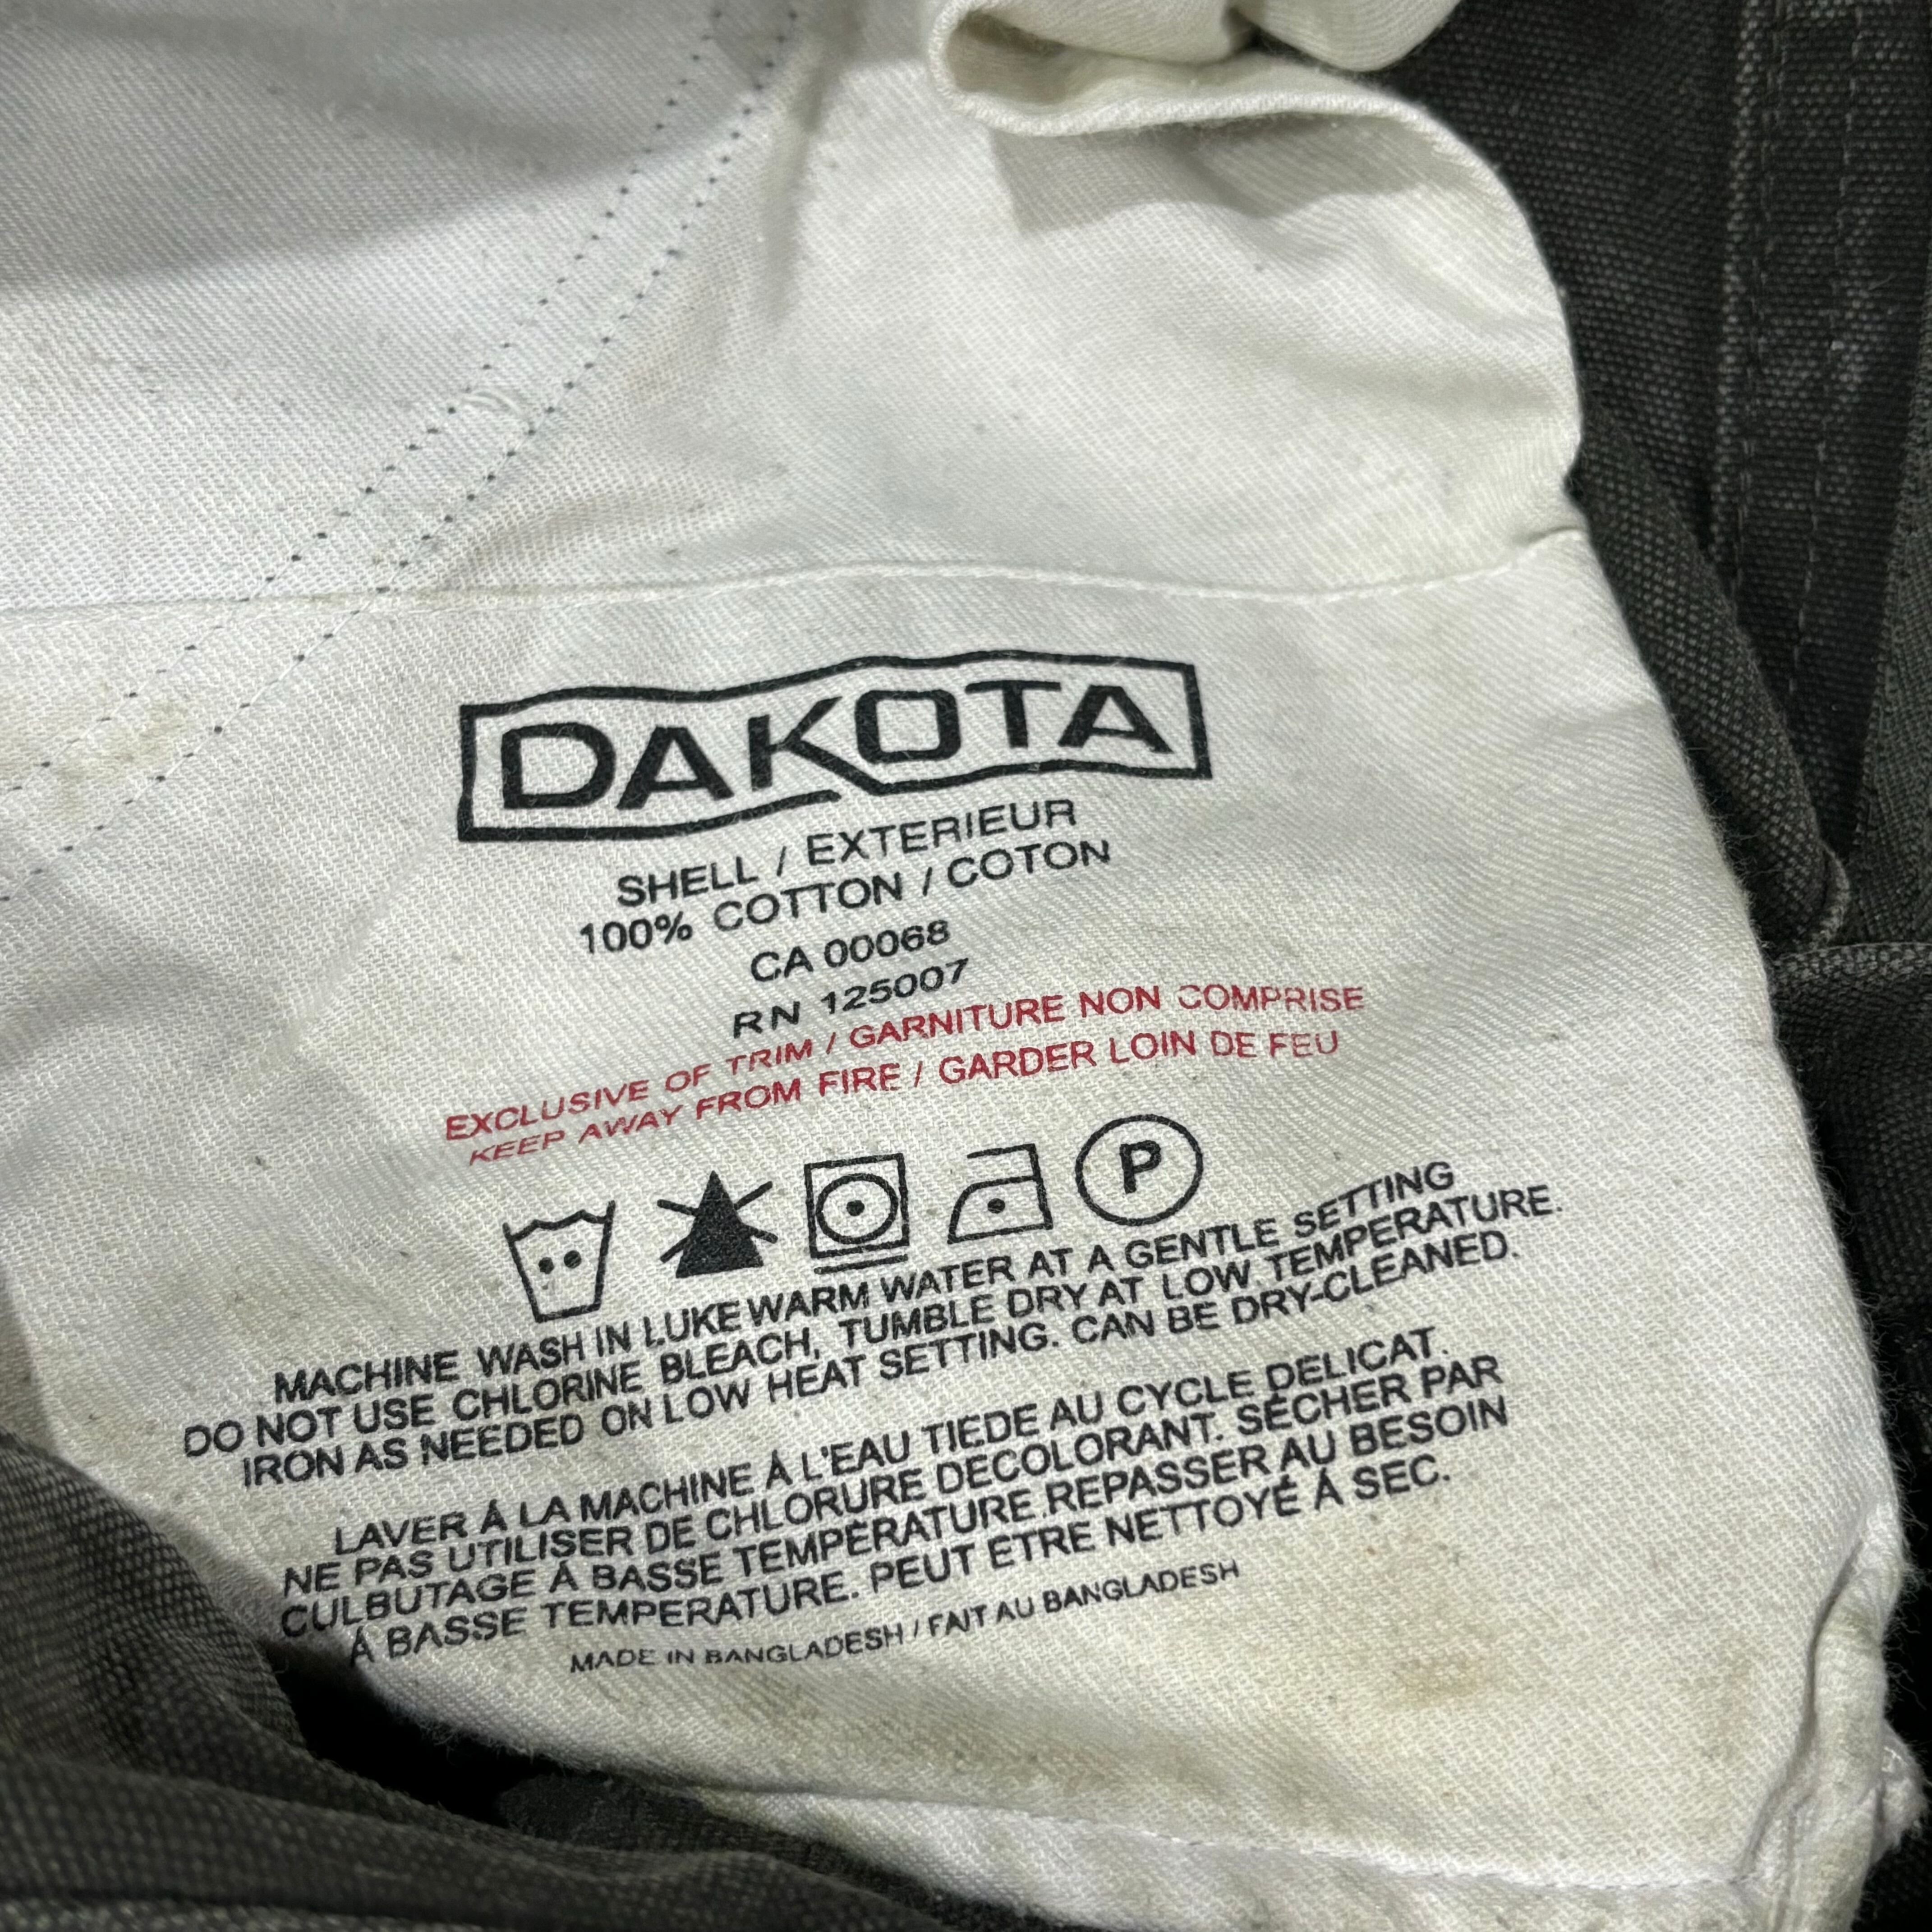 DAKOTA
SHELL / EXTERIEUR
100% COTTON / COTON
CA 00068
RN 125007
EXCLUSIVE OF TRIM / GARNITURE NON COMPRISE
KEEP AWAY FROM FIRE / GARDER LOIN DE FEU
P
MACHINE WASH IN LUKEWARM WATER AT A GENTLE SETTING
DO NOT USE CHLORINE BLEACH, TUMBLE DRY AT LOW TEMPERATURE.
IRON AS NEEDED ON LOW HEAT SETTING. CAN BE DRY-CLEANED.
LAVER Á LA MACHINE Á L'EAU TIEDE AU CYCLE DELICAT.
NE PAS UTILISER DE CHLORURE DECOLORANT. SÉCHER PAR
CULBUTAGE Á BASSE TEMPÉRATURE.REPASSER AU BESOIN
Á BASSE TEMPERATURE. PEUT ETRE NETTOYÉ Á SEC.
MADE IN BANGLADESH / FAIT AU BANGLADESH